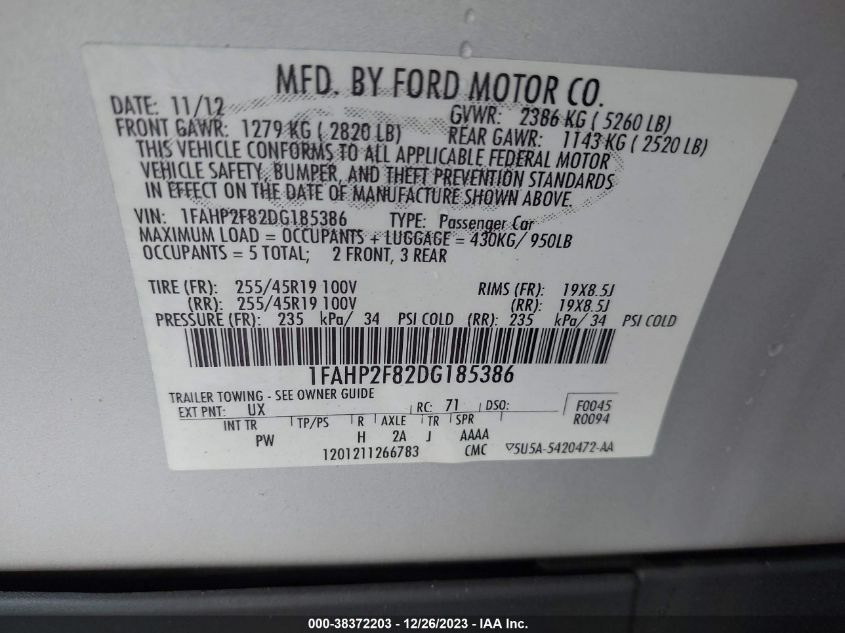 MFD. BY FORD MOTOR CO.
DATE: 11/12 GVWR: 2386 KG ( 5260 LB)
FRONT GAWR: 1279 KG ( 2820 LB) REAR GAWR: 1143 KG ( 2520 LB)
THIS VEHICLE CONFORMS TO ALL APPLICABLE FEDERAL MOTOR
VEHICLE SAFETY, BUMPER, AND THEFT PREVENTION STANDARDS
IN EFFECT ON THE DATE OF MANUFACTURE SHOWN ABOVE.
VIN: 1FAHP2F82DG185386 TYPE: Passenger Car
MAXIMUM LOAD = OCCUPANTS + LUGGAGE = 430KG/ 950LB
OCCUPANTS = 5 TOTAL; 2 FRONT, 3 REAR
TIRE (FR): 255/45R19 100V RIMS (FR): 19X8.5J
(RR): 255/45R19 100V (RR): 19X8.5J
PRESSURE (FR): 235 kPa/ 34 PSI COLD (RR): 235 kPa/ 34 PSI COLD
1FAHP2F82DG185386
TRAILER TOWING - SEE OWNER GUIDE
EXT PNT: UX RC: 71 DSO: F0045
INT TR TP/PS R AXLE TR SPR R0094
PW H 2A J AAAA
1201211266783 CMC ▽5U5A-5420472-AA
000-38372203 - 12/26/2023 - IAA Inc.